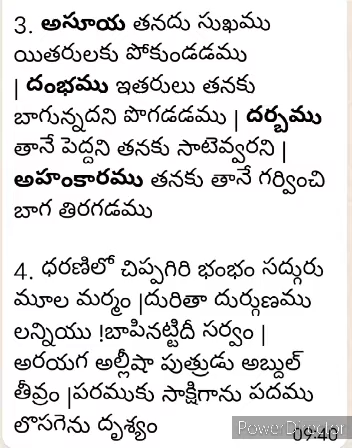 3. అసూయ తనదు సుఖము
యితరులకు పోకుండడము
| దంభము ఇతరులు తనకు
బాగున్నదని పొగడడము | దర్భము
తానే పెద్దని తనకు సాటెవ్వరని |
అహంకారము తనకు తానే గర్వించి
బాగ తిరగడము
4. ధరణిలో చిప్పగిరి భంభం సద్గురు
మూల మర్మం |దురితా దుర్గుణము
లన్నియు !బాపినట్టిదీ సర్వం |
అరయగ అల్లీషా పుత్రుడు అబ్దుల్
తీవ్రం |పరముకు సాక్షిగాను పదము
లొసగెను దృశ్యం
PowerDirector
09:40